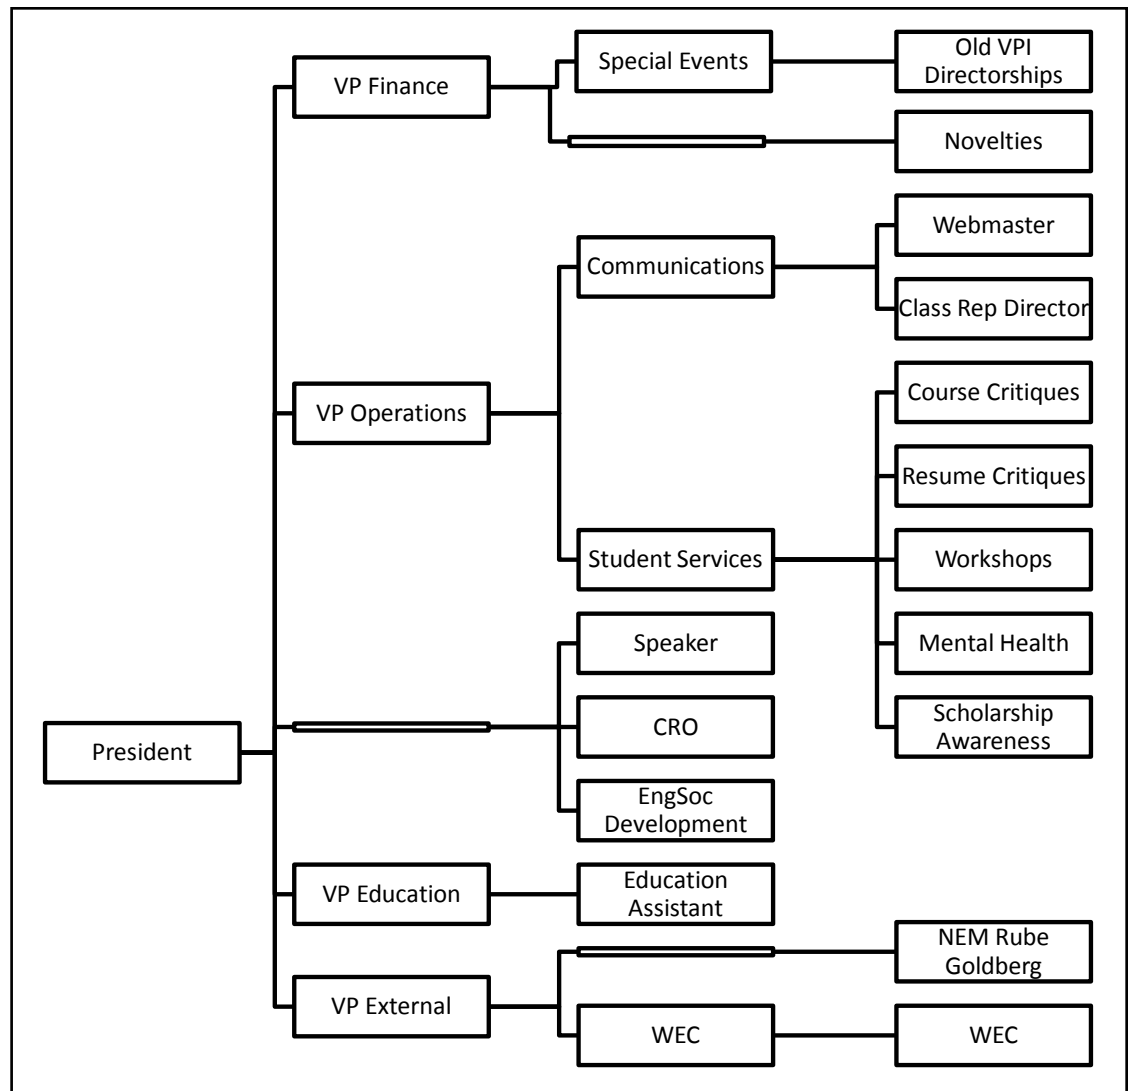 VP Finance
Special Events
Old VPI
Directorships
Novelties
VP Operations
Communications
Webmaster
Class Rep Director
Student Services
Course Critiques
Resume Critiques
Workshops
Mental Health
Scholarship
Awareness
President
Speaker
CRO
EngSoc
Development
VP Education
Education
Assistant
VP External
NEM Rube
Goldberg
WEC
WEC